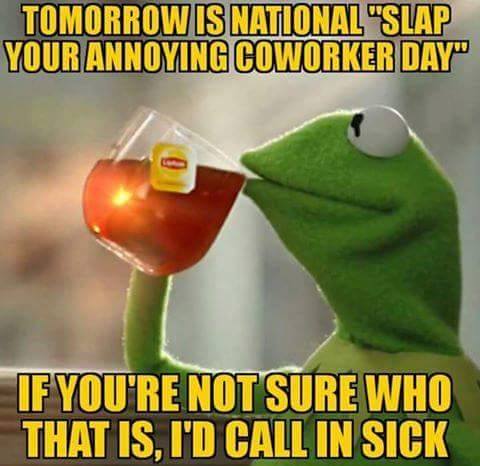 TOMORROW IS NATIONAL "SLAP
YOUR ANNOYING COWORKER DAY"
Lipton
IF YOU'RE NOT SURE WHO
THAT IS, I'D CALL IN SICK